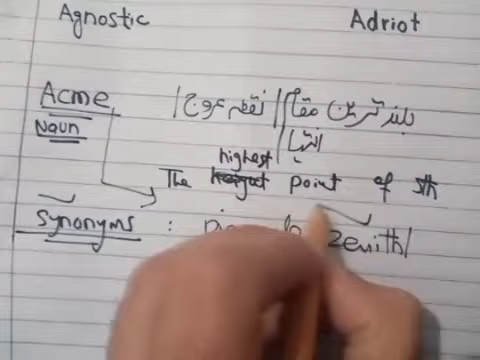 Agnostic Adriot
Acme بلند ترین مقام / نقطہ عروج /
Noun انتہا
highest
The point of sth
Synonyms : zenith/